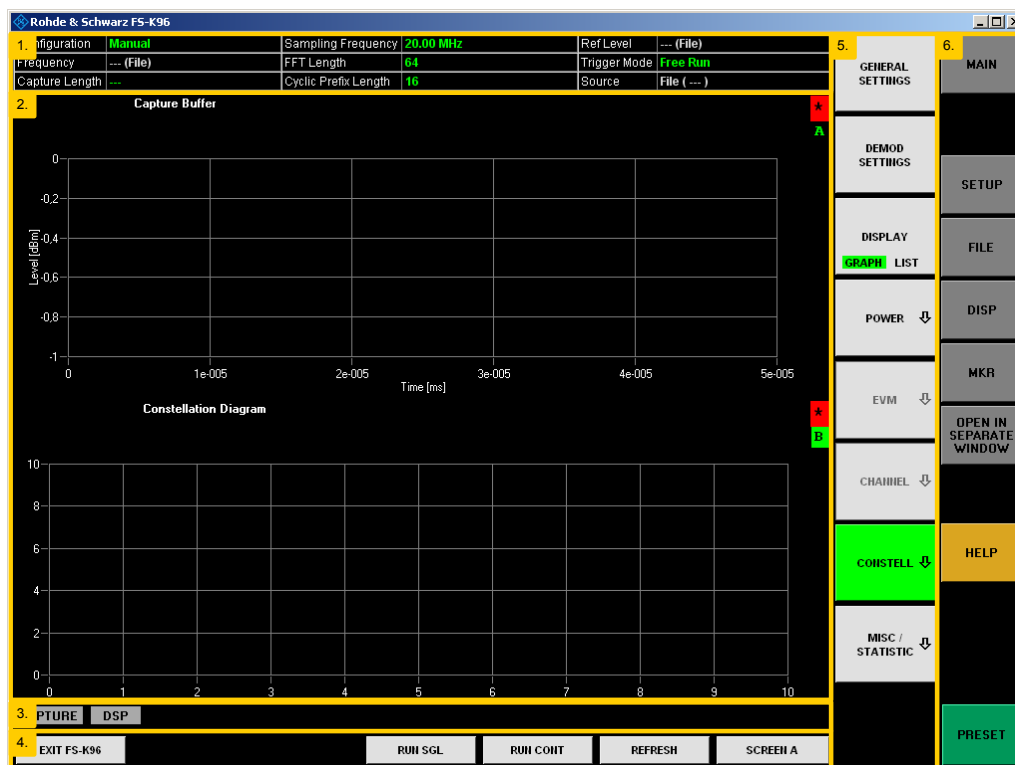 Rohde & Schwarz FS-K96
1. nfiguration Manual Sampling Frequency 20.00 MHz Ref Level --- (File)
Frequency --- (File) FFT Length 64 Trigger Mode Free Run
Capture Length --- Cyclic Prefix Length 16 Source File ( --- )
2. Capture Buffer
*
A
0
-0,2
-0,4
-0,6
-0,8
-1
Level [dBm]
0 1e-005 2e-005 3e-005 4e-005 5e-005
Time [ms]
Constellation Diagram
*
B
10
8
6
4
2
0
0 1 2 3 4 5 6 7 8 9 10
3. PTURE DSP
4. EXIT FS-K96 RUN SGL RUN CONT REFRESH SCREEN A
5.
GENERAL
SETTINGS
DEMOD
SETTINGS
DISPLAY
GRAPH LIST
POWER
EVM
CHANNEL
CONSTELL
MISC /
STATISTIC
6.
MAIN
SETUP
FILE
DISP
MKR
OPEN IN
SEPARATE
WINDOW
HELP
PRESET